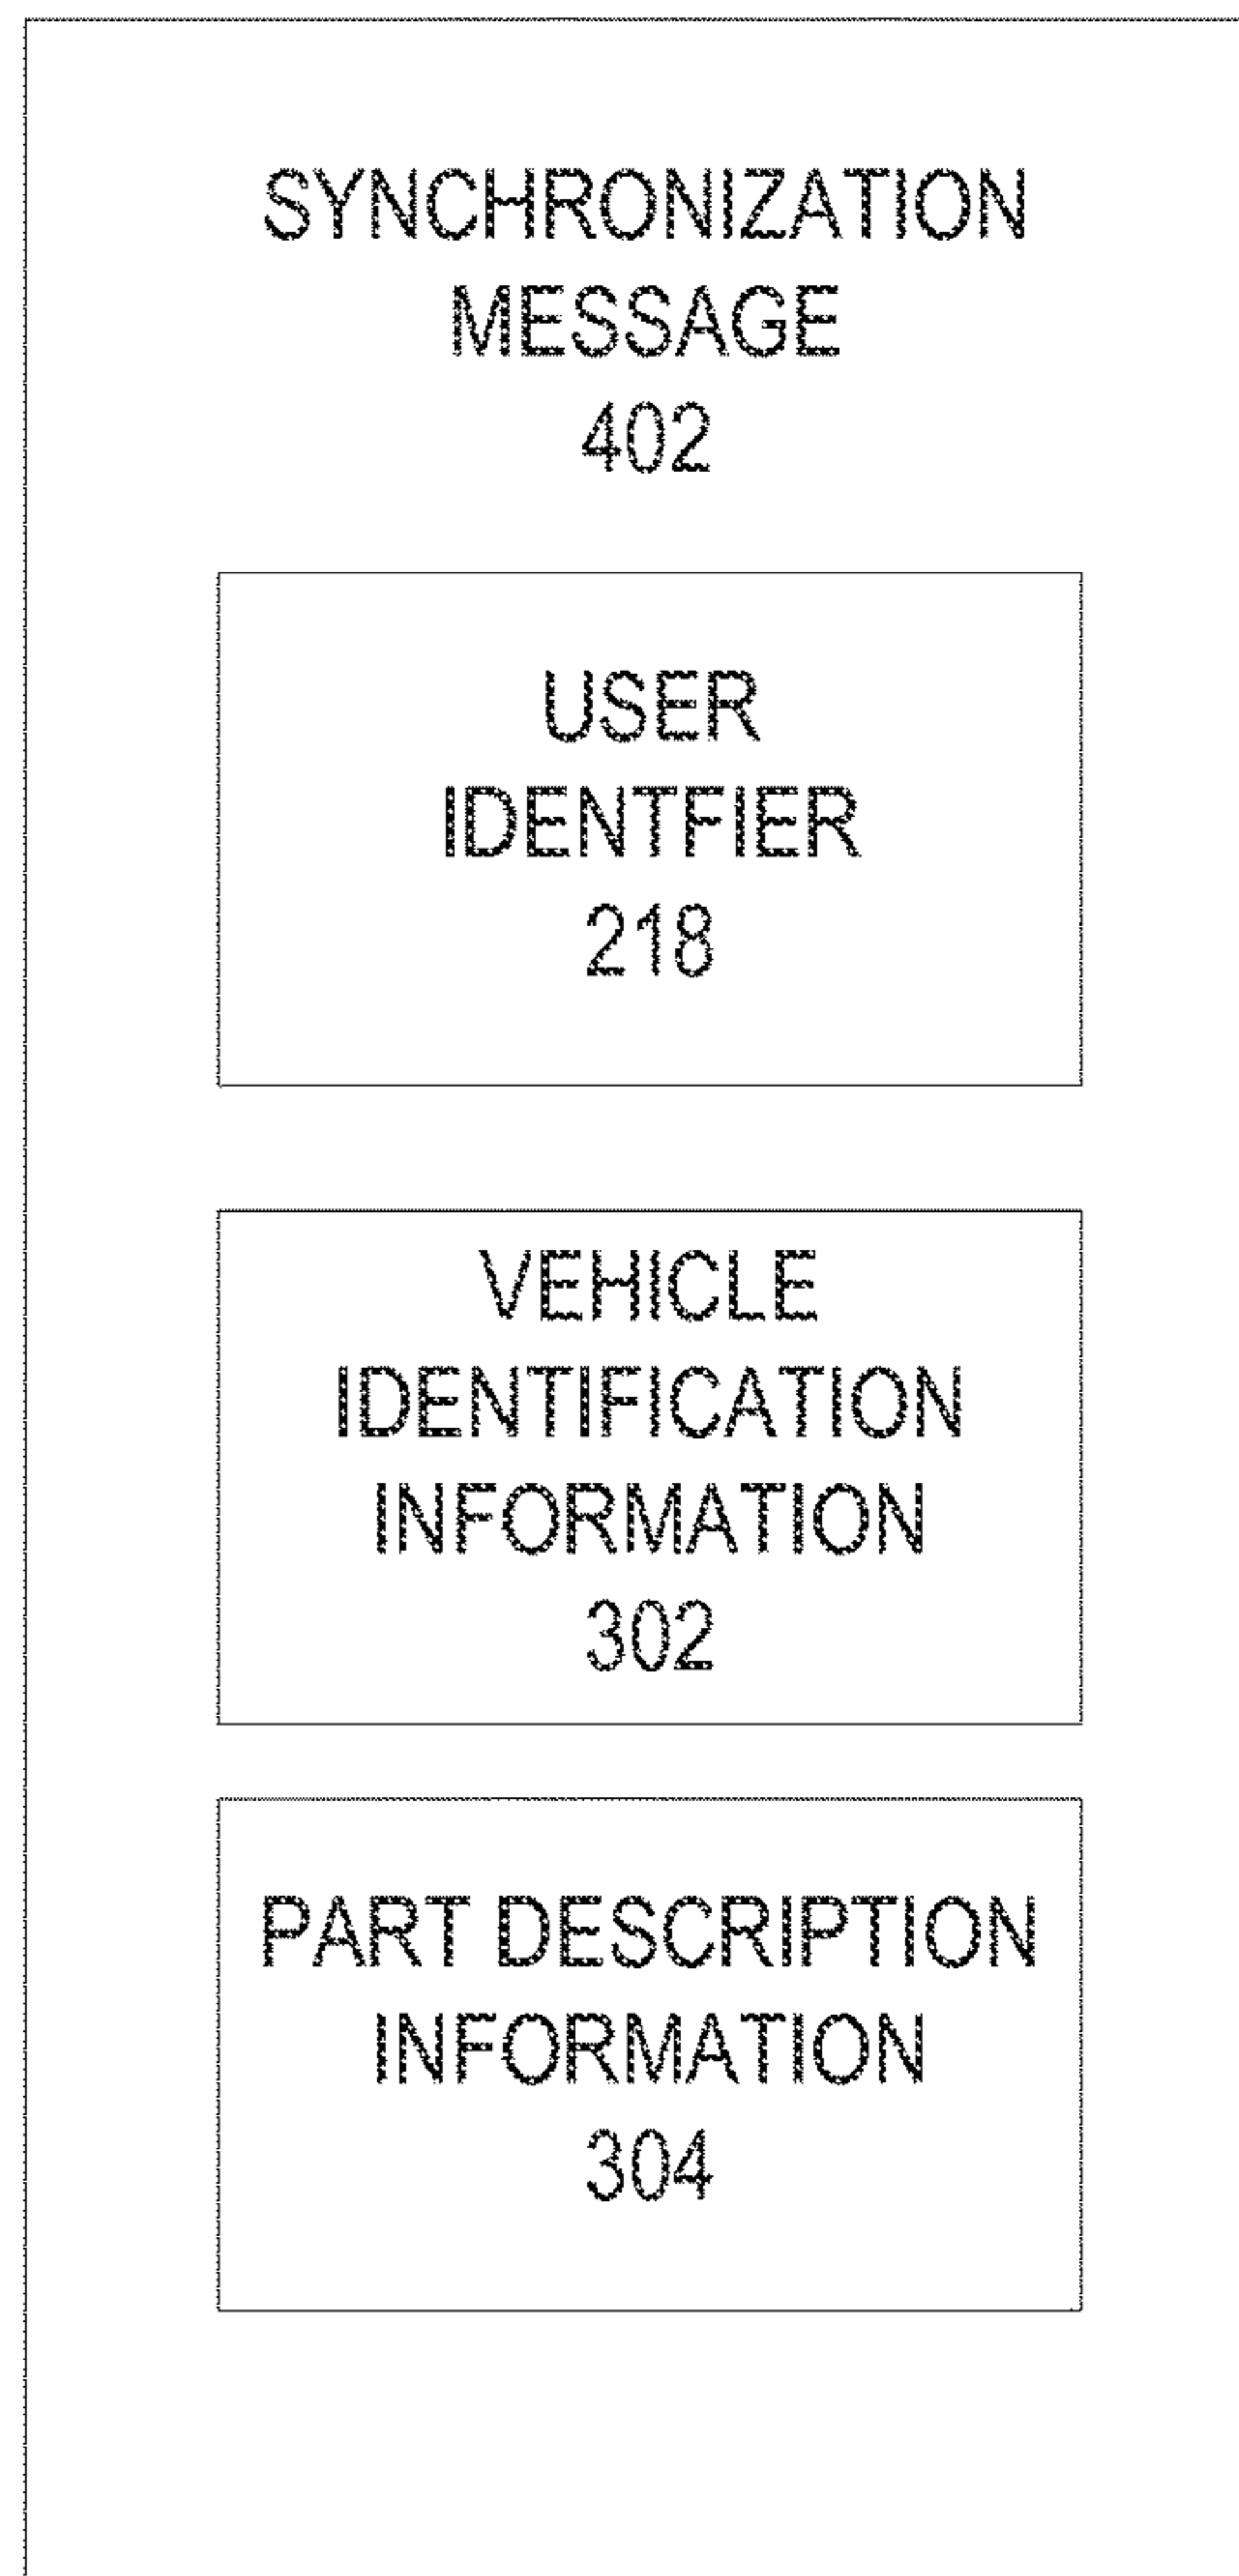 SYNCHRONIZATION
MESSAGE
402
USER
IDENTFIER
218
VEHICLE
IDENTIFICATION
INFORMATION
302
PART DESCRIPTION
INFORMATION
304